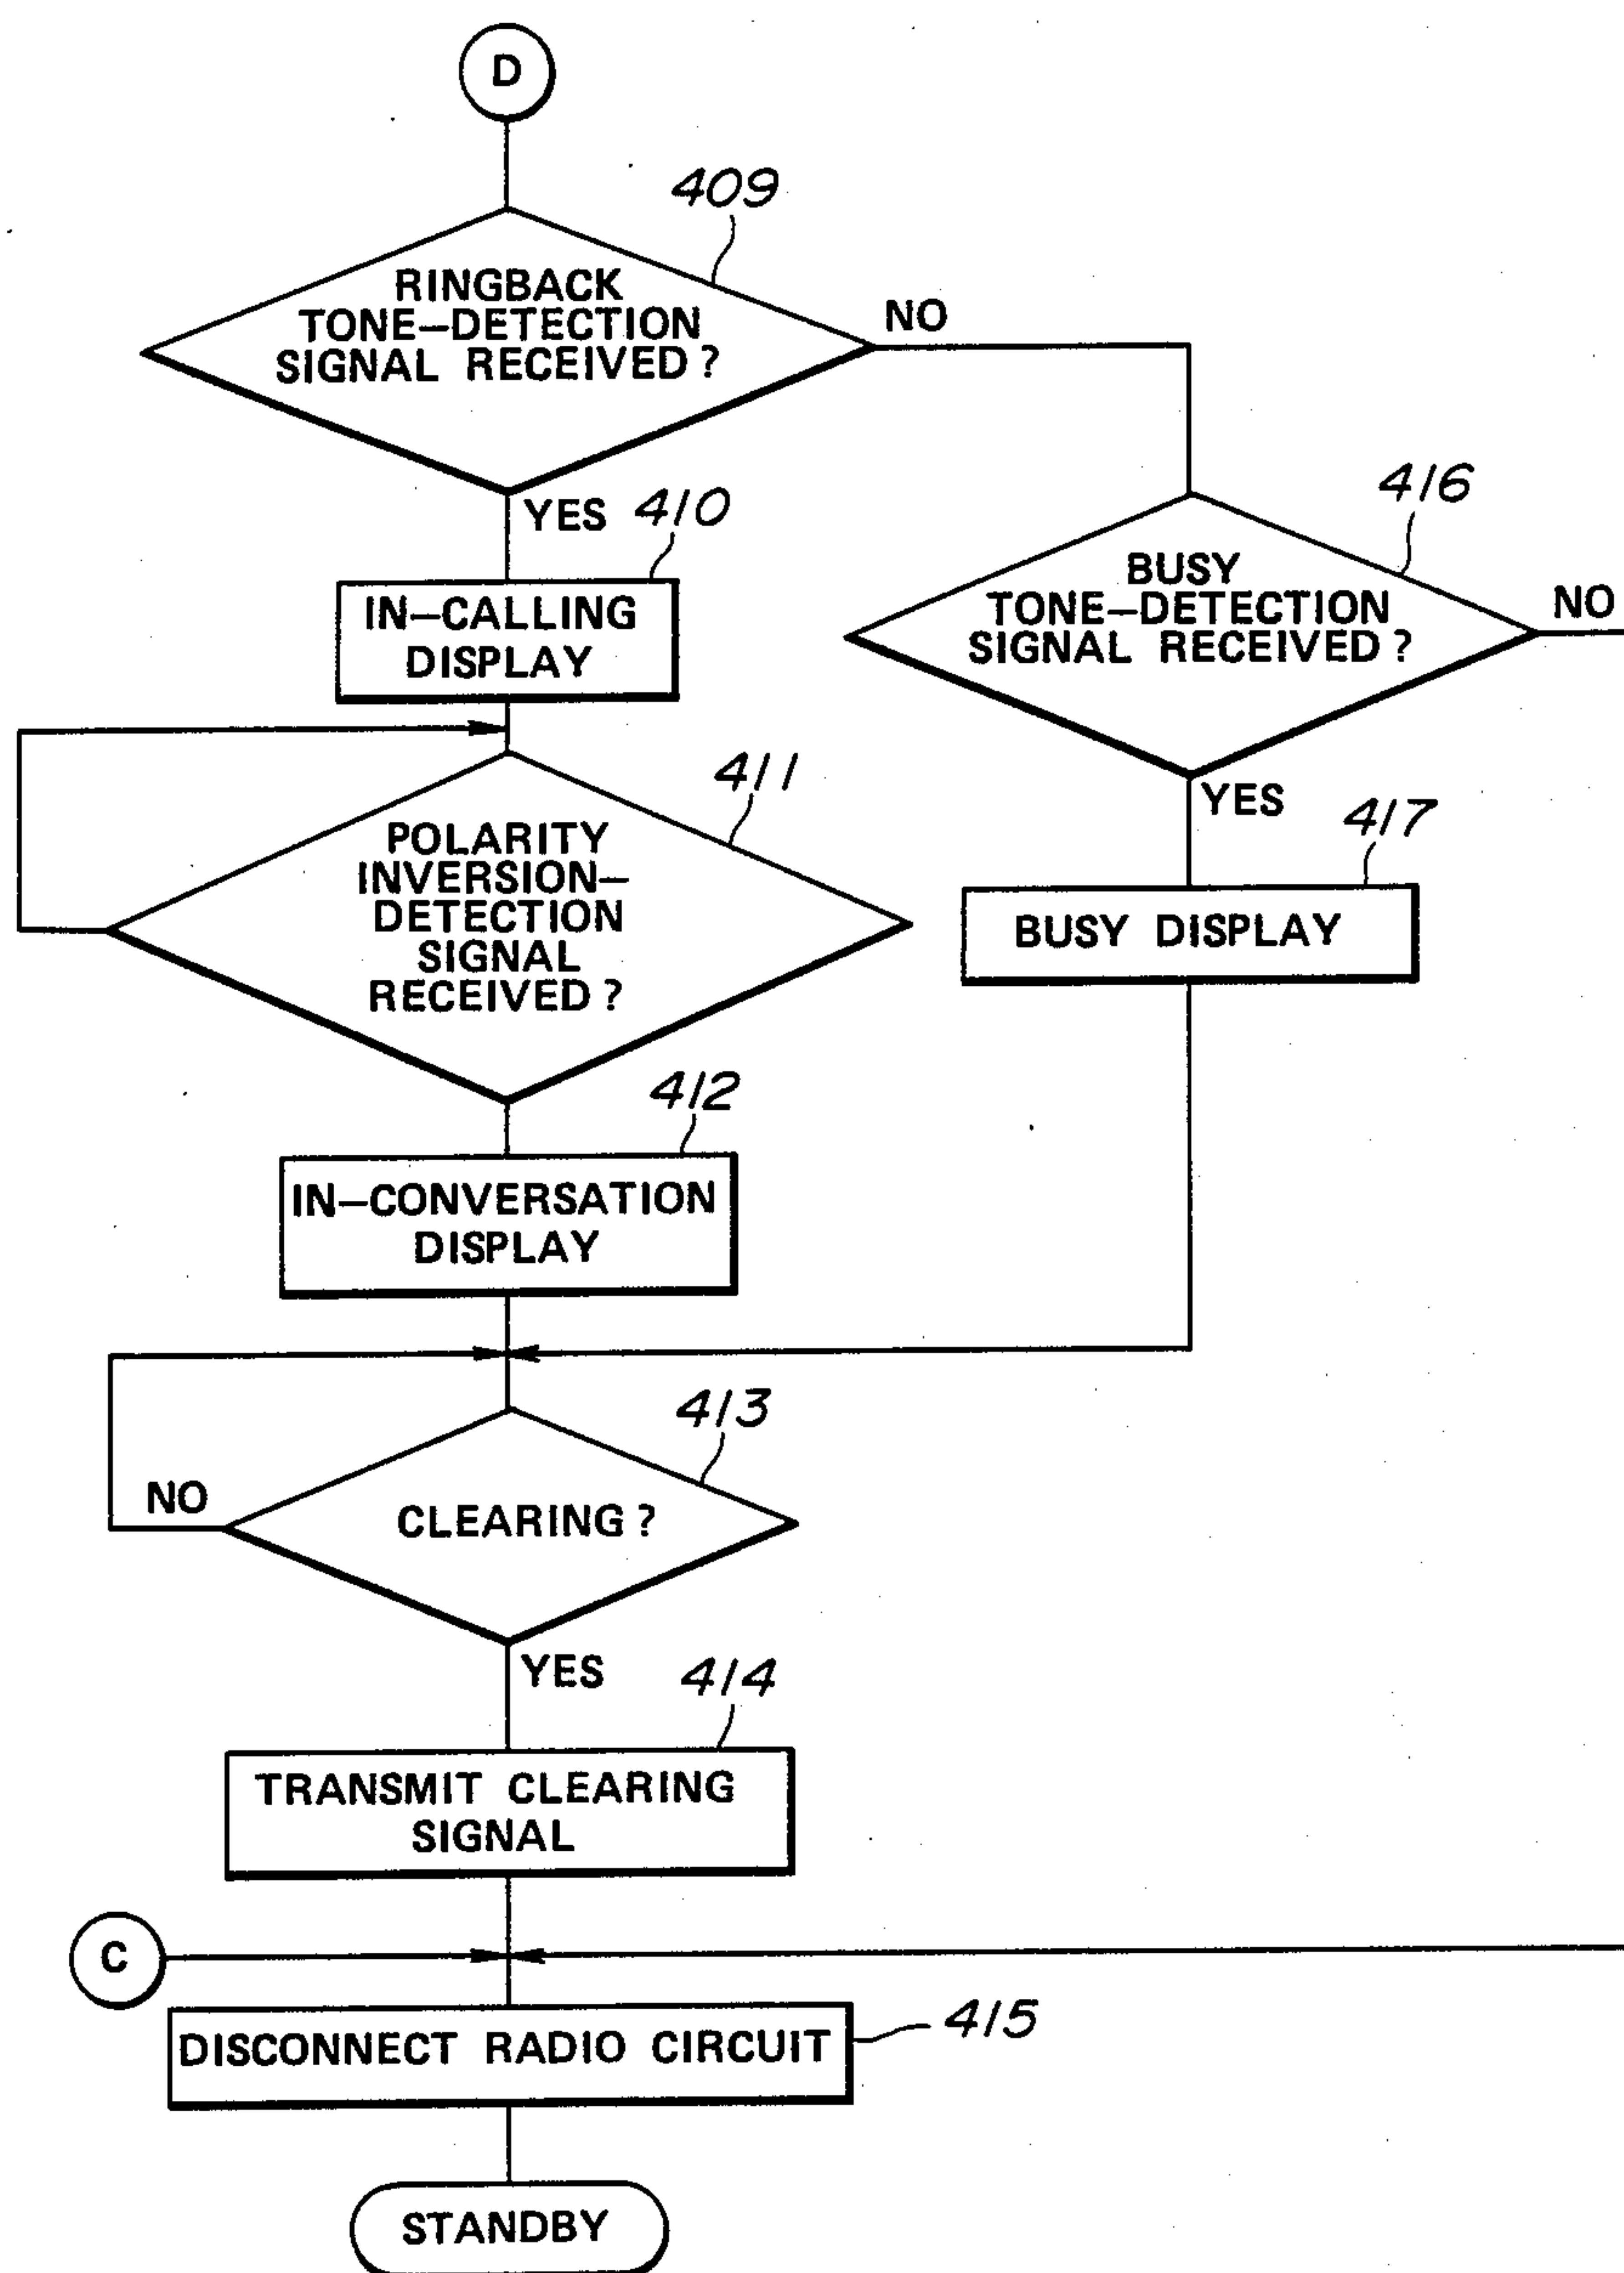 D
409
RINGBACK
TONE–DETECTION
SIGNAL RECEIVED ?
NO
YES
410
IN–CALLING
DISPLAY
416
BUSY
TONE–DETECTION
SIGNAL RECEIVED ?
NO
YES
417
BUSY DISPLAY
411
POLARITY
INVERSION–
DETECTION
SIGNAL
RECEIVED ?
412
IN–CONVERSATION
DISPLAY
413
CLEARING ?
NO
YES
414
TRANSMIT CLEARING
SIGNAL
C
DISCONNECT RADIO CIRCUIT
415
STANDBY